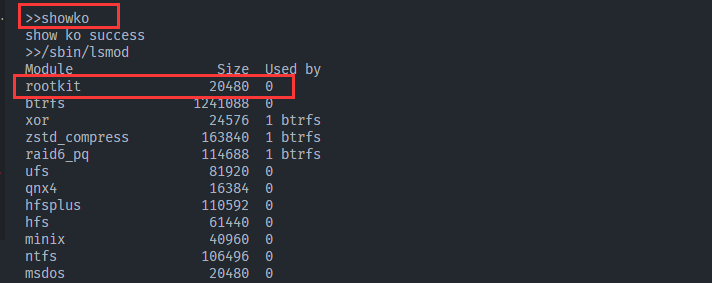 >>showko
show ko success
>>/sbin/lsmod
Module Size Used by
rootkit 20480 0
btrfs 1241088 0
xor 24576 1 btrfs
zstd_compress 163840 1 btrfs
raid6_pq 114688 1 btrfs
ufs 81920 0
qnx4 16384 0
hfsplus 110592 0
hfs 61440 0
minix 40960 0
ntfs 106496 0
msdos 20480 0